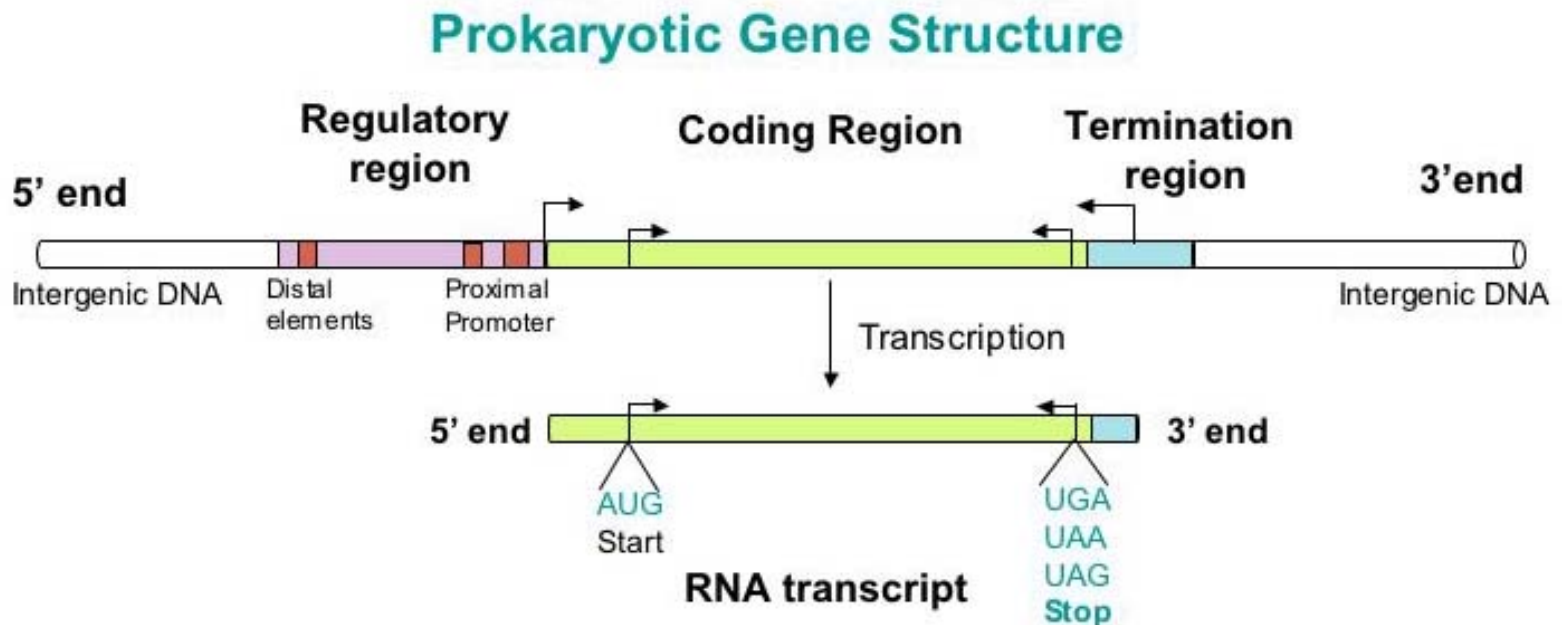 Prokaryotic Gene Structure
Regulatory
region
Coding Region
Termination
region
5’ end
3’end
Intergenic DNA
Distal
elements
Proximal
Promoter
Intergenic DNA
Transcription
5’ end
3’ end
AUG
Start
UGA
UAA
UAG
Stop
RNA transcript